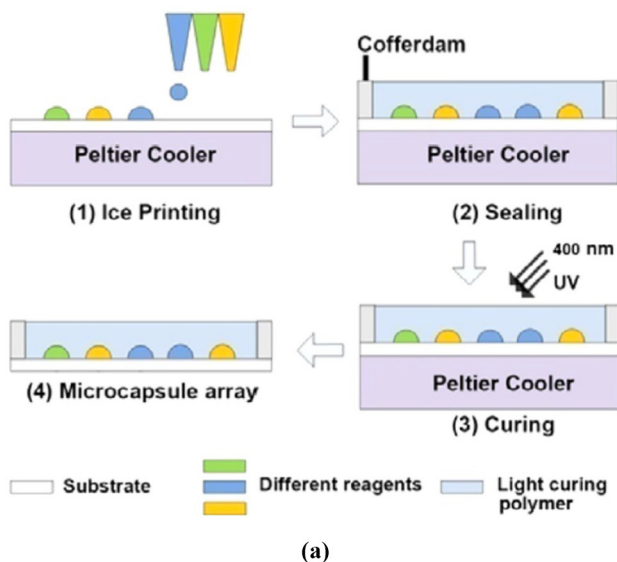 Cofferdam
Peltier Cooler
(1) Ice Printing
Peltier Cooler
(2) Sealing
400 nm
UV
(4) Microcapsule array
Peltier Cooler
(3) Curing
Substrate
Different reagents
Light curing
polymer
(a)